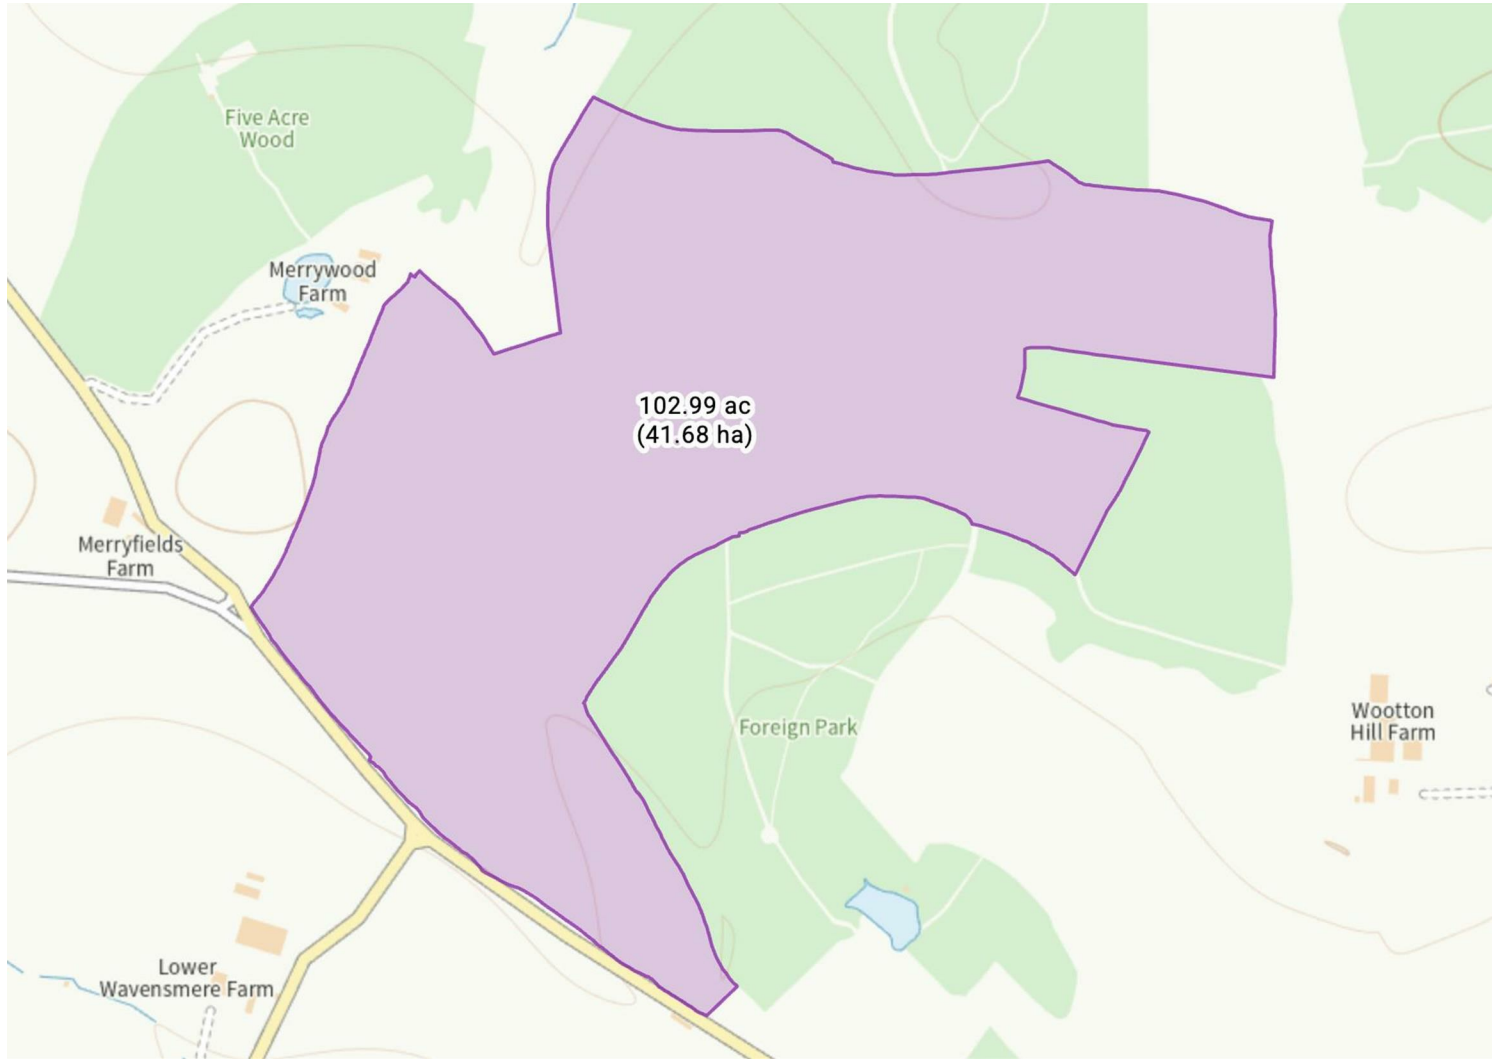 Five Acre
Wood
Merrywood
Farm
102.99 ac
(41.68 ha)
Merryfields
Farm
Foreign Park
Wootton
Hill Farm
Lower
Wavensmere Farm